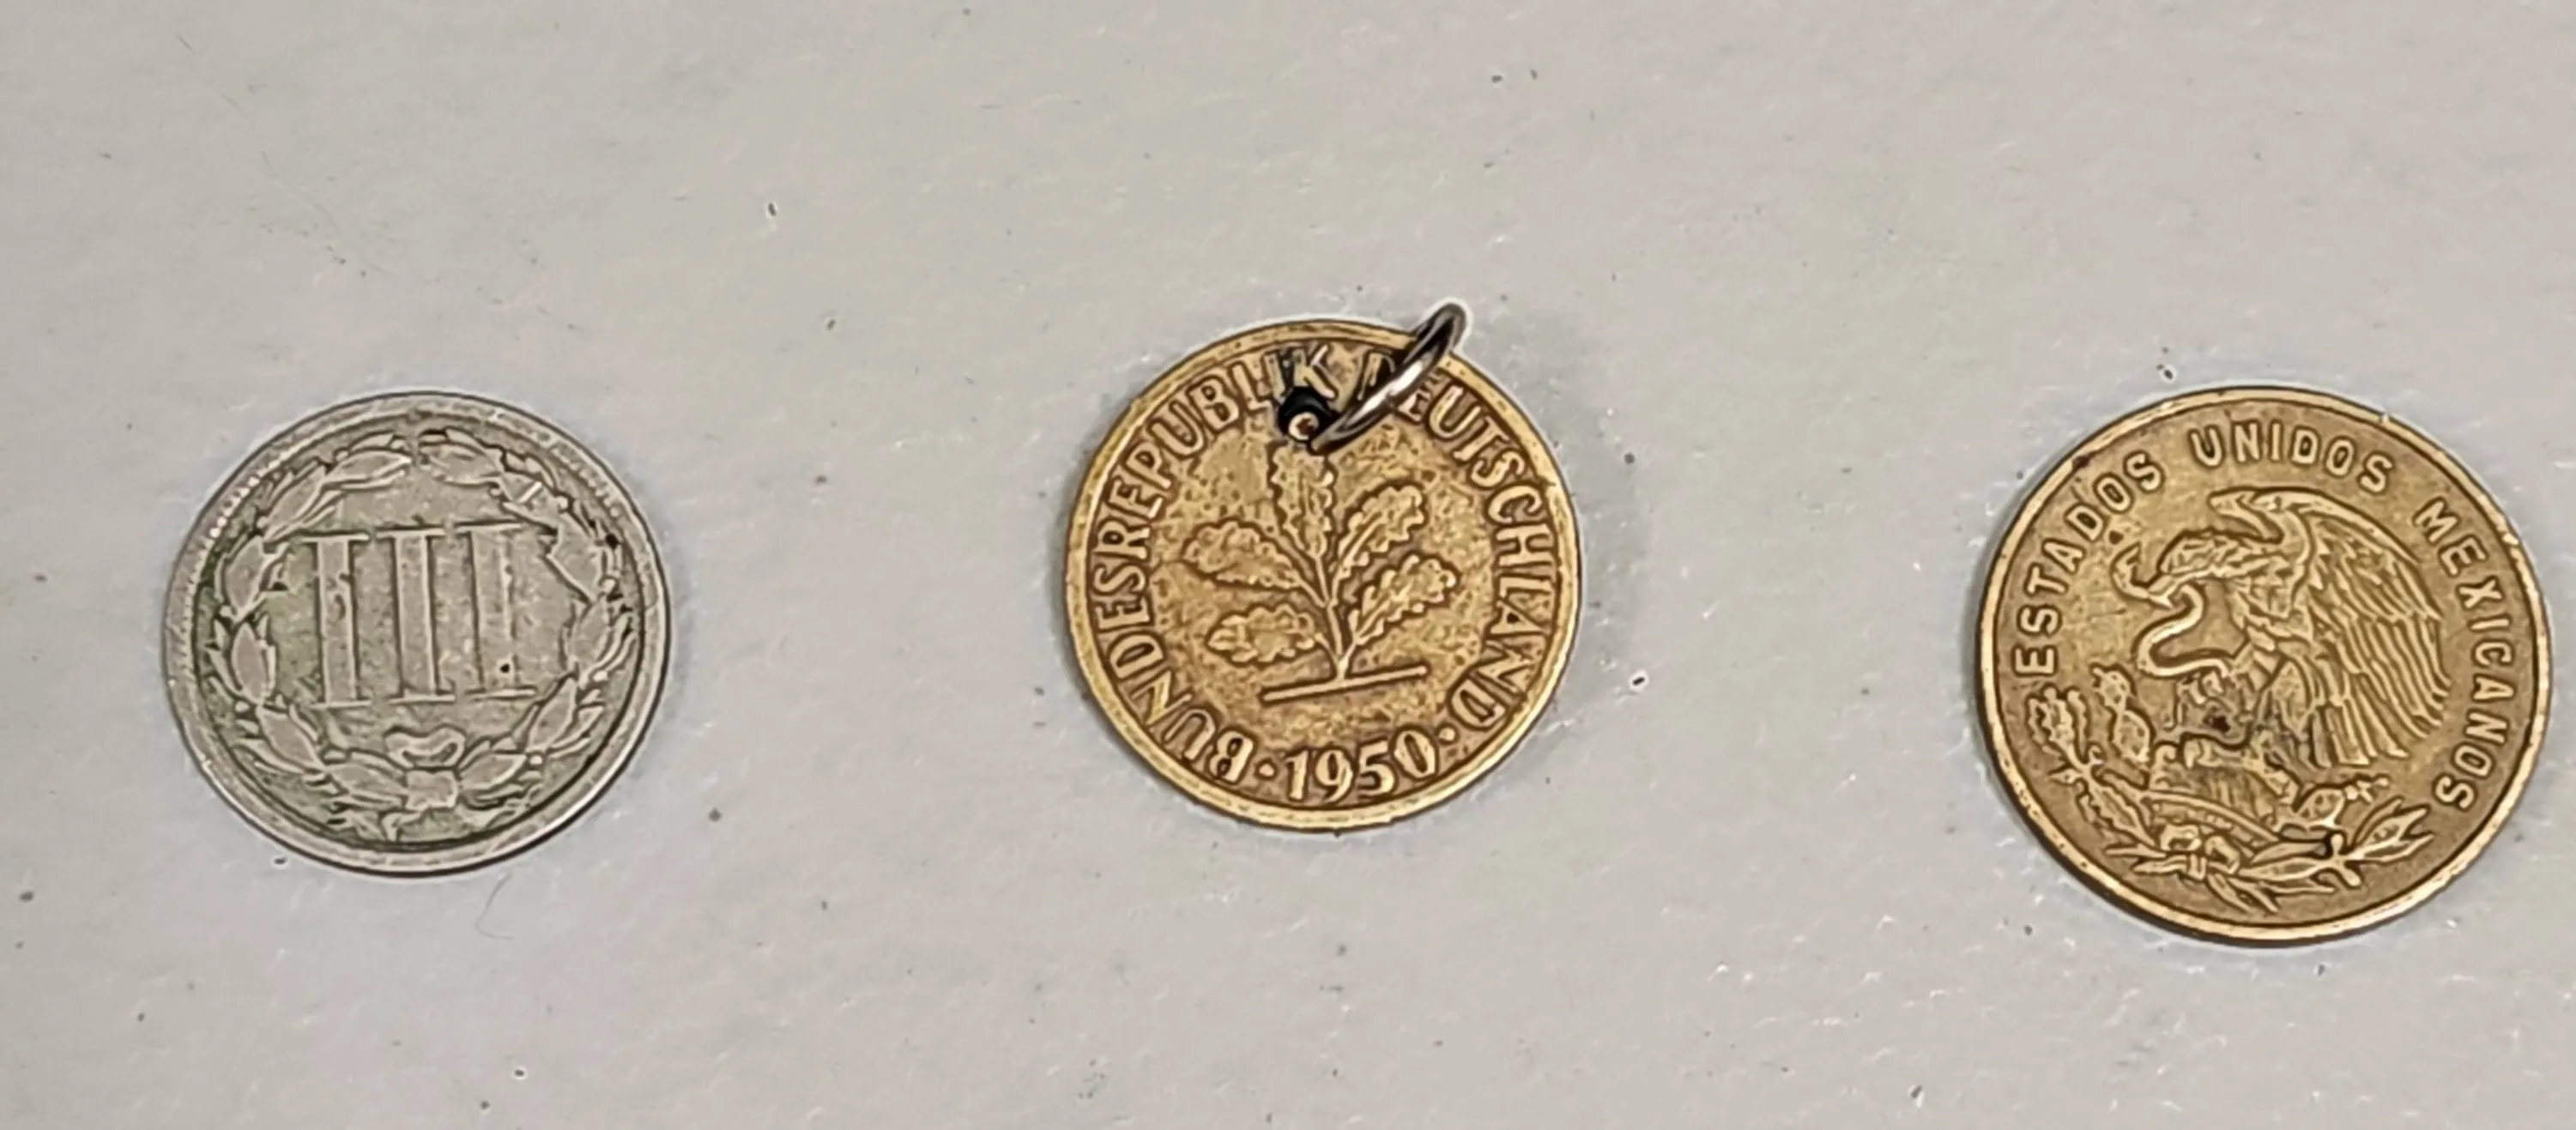 III
BUNDESREPUBLIK DEUTSCHLAND
· 1950 ·
ESTADOS UNIDOS MEXICANOS